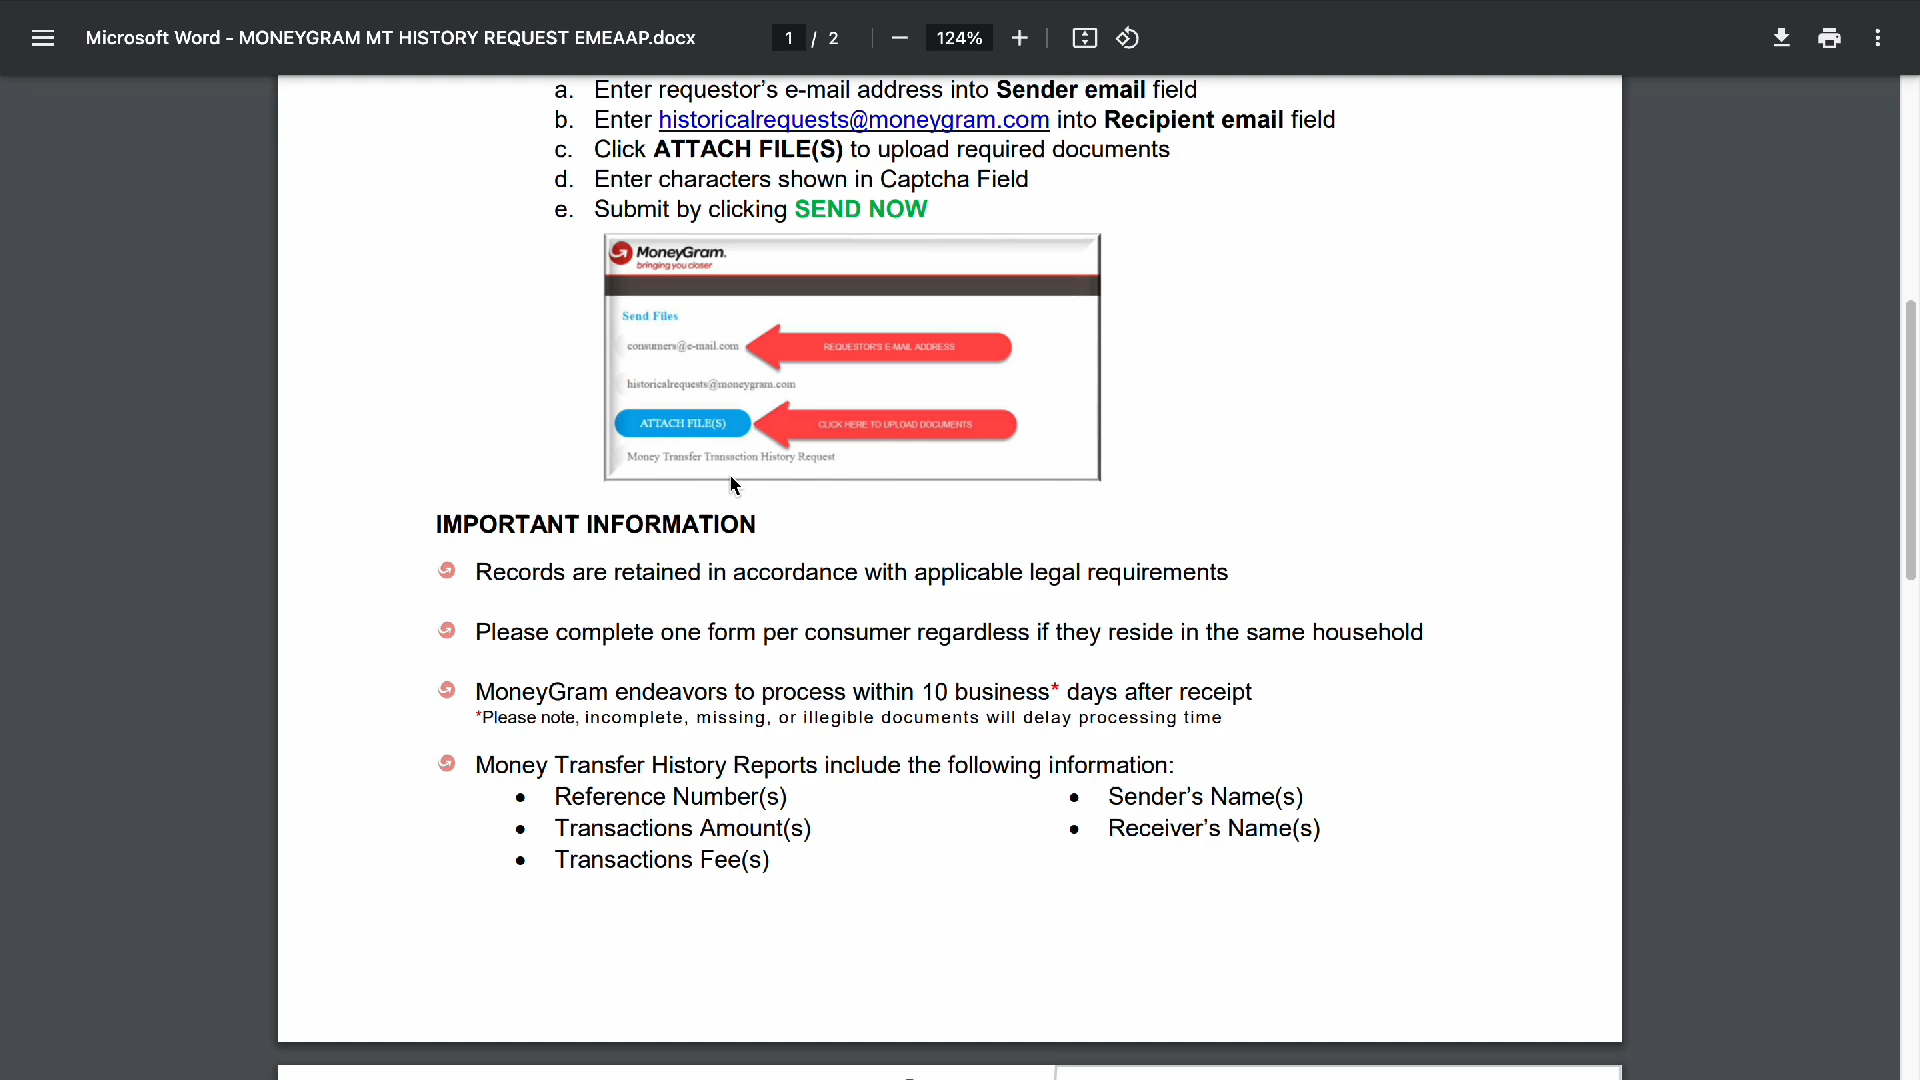 Microsoft Word - MONEYGRAM MT HISTORY REQUEST EMEAAP.docx
1 / 2
124%
a. Enter requestor's e-mail address into Sender email field
b. Enter historicalrequests@moneygram.com into Recipient email field
c. Click ATTACH FILE(S) to upload required documents
d. Enter characters shown in Captcha Field
e. Submit by clicking SEND NOW
MoneyGram.
bringing you closer
Send Files
consumers@e-mail.com
REQUESTOR'S E-MAIL ADDRESS
historicalrequests@moneygram.com
ATTACH FILE(S)
CLICK HERE TO UPLOAD DOCUMENTS
Money Transfer Transaction History Request
IMPORTANT INFORMATION
Records are retained in accordance with applicable legal requirements
Please complete one form per consumer regardless if they reside in the same household
MoneyGram endeavors to process within 10 business* days after receipt
*Please note, incomplete, missing, or illegible documents will delay processing time
Money Transfer History Reports include the following information:
• Reference Number(s)
• Transactions Amount(s)
• Transactions Fee(s)
• Sender's Name(s)
• Receiver's Name(s)